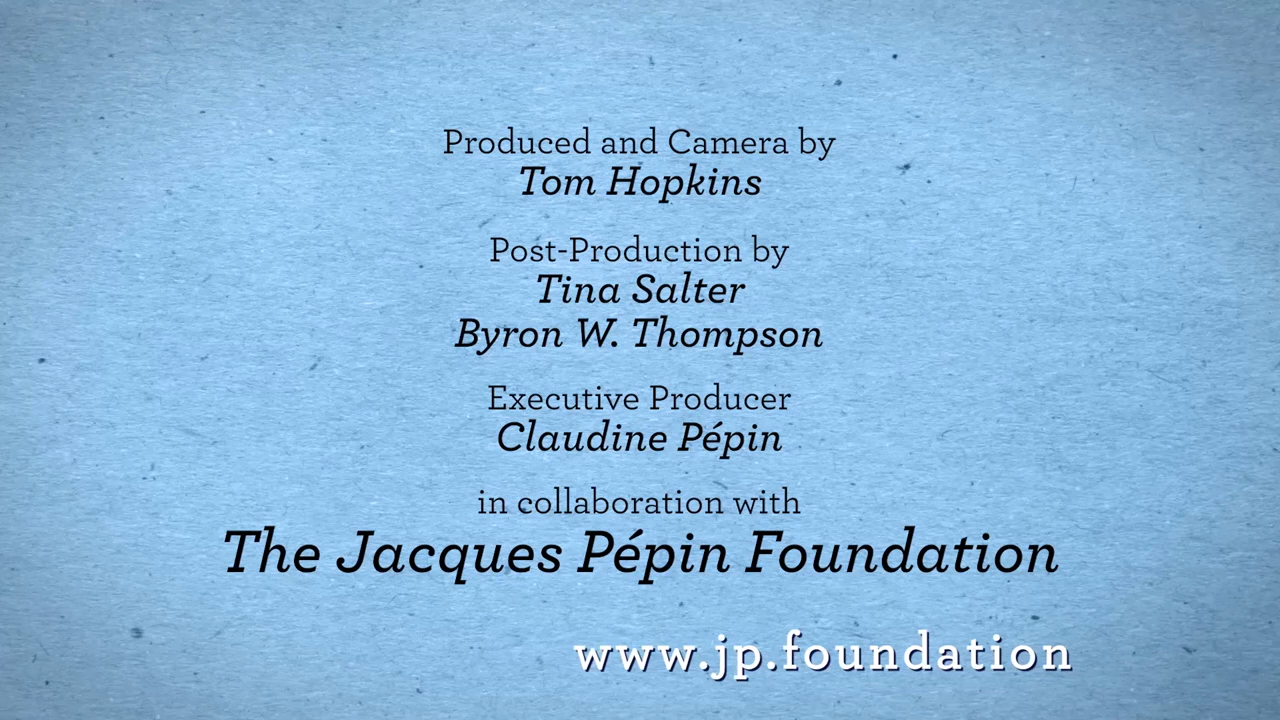 Produced and Camera by
Tom Hopkins
Post-Production by
Tina Salter
Byron W. Thompson
Executive Producer
Claudine Pépin
in collaboration with
The Jacques Pépin Foundation
www.jp.foundation